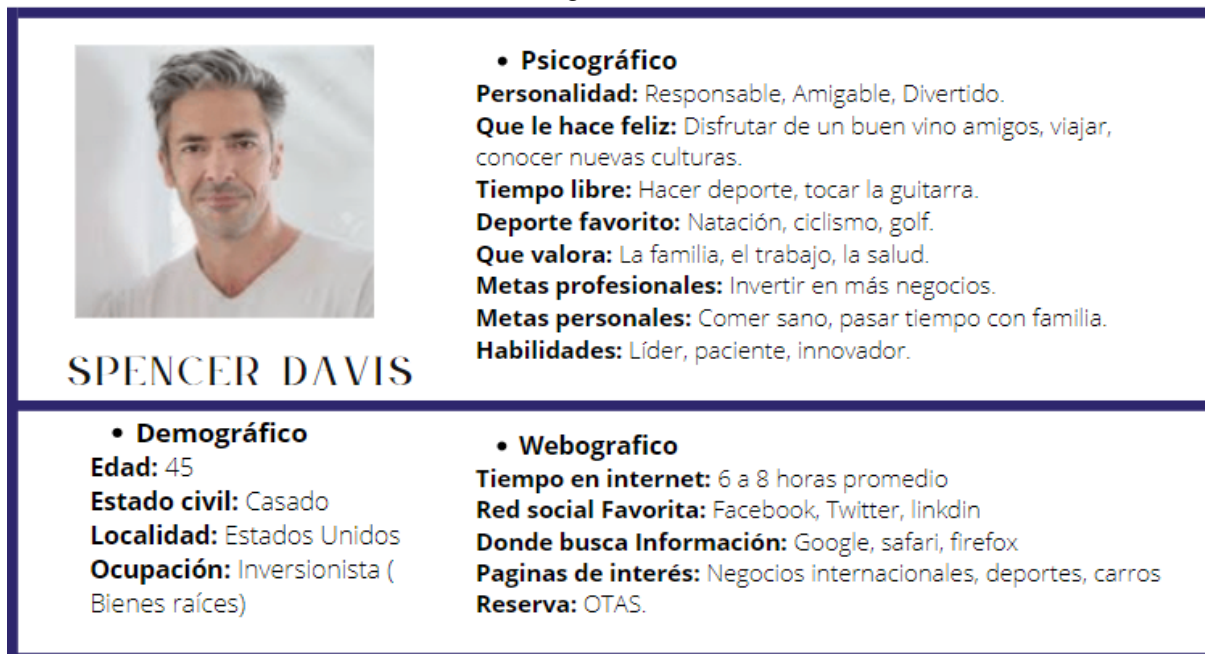 • Psicográfico
Personalidad: Responsable, Amigable, Divertido.
Que le hace feliz: Disfrutar de un buen vino amigos, viajar,
conocer nuevas culturas.
Tiempo libre: Hacer deporte, tocar la guitarra.
Deporte favorito: Natación, ciclismo, golf.
Que valora: La familia, el trabajo, la salud.
Metas profesionales: Invertir en más negocios.
Metas personales: Comer sano, pasar tiempo con familia.
Habilidades: Líder, paciente, innovador.
SPENCER DAVIS
• Demográfico
Edad: 45
Estado civil: Casado
Localidad: Estados Unidos
Ocupación: Inversionista (
Bienes raíces)
• Webografico
Tiempo en internet: 6 a 8 horas promedio
Red social Favorita: Facebook, Twitter, linkdin
Donde busca Información: Google, safari, firefox
Paginas de interés: Negocios internacionales, deportes, carros
Reserva: OTAS.